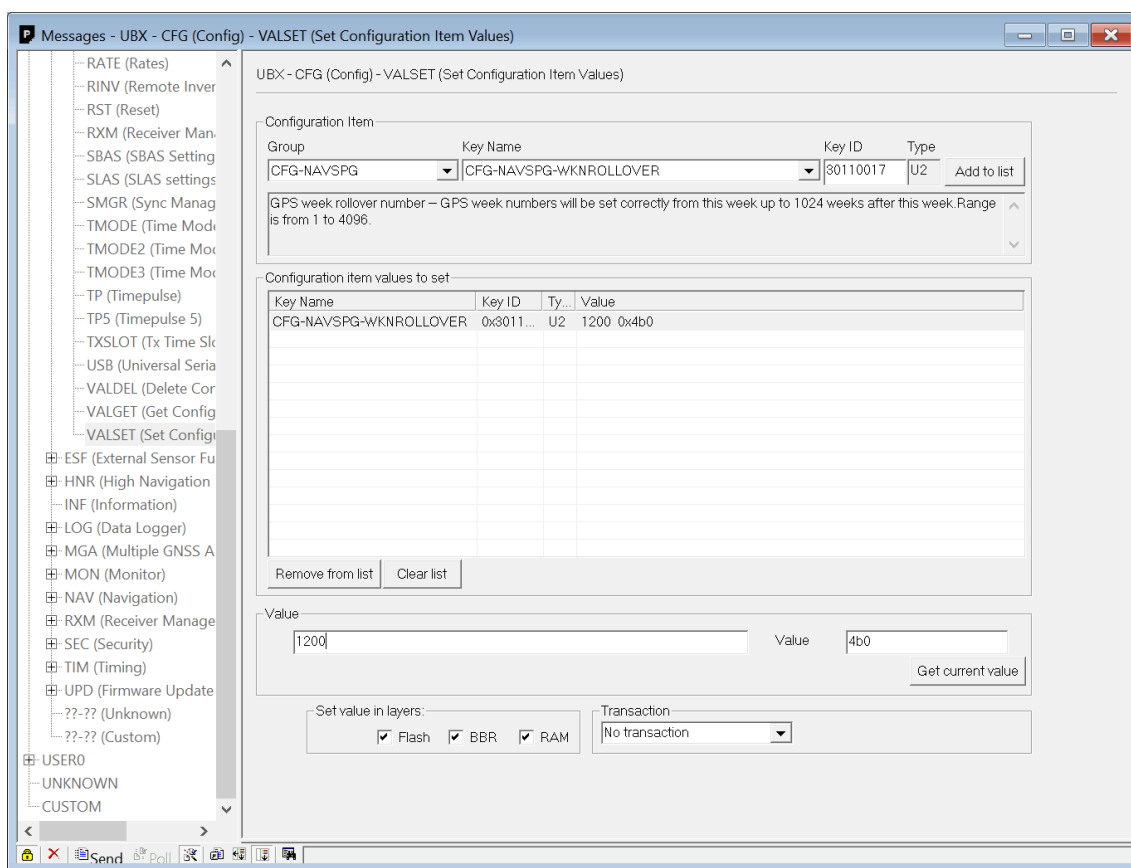 Messages - UBX - CFG (Config) - VALSET (Set Configuration Item Values)
RATE (Rates)
RINV (Remote Inver
RST (Reset)
RXM (Receiver Man
SBAS (SBAS Setting
SLAS (SLAS settings
SMGR (Sync Manag
TMODE (Time Mode
TMODE2 (Time Mod
TMODE3 (Time Mod
TP (Timepulse)
TP5 (Timepulse 5)
TXSLOT (Tx Time Slo
USB (Universal Seria
VALDEL (Delete Con
VALGET (Get Config
VALSET (Set Configu
ESF (External Sensor Fu
HNR (High Navigation
INF (Information)
LOG (Data Logger)
MGA (Multiple GNSS A
MON (Monitor)
NAV (Navigation)
RXM (Receiver Manage
SEC (Security)
TIM (Timing)
UPD (Firmware Update
??-?? (Unknown)
??-?? (Custom)
USER0
UNKNOWN
CUSTOM
UBX - CFG (Config) - VALSET (Set Configuration Item Values)
Configuration Item
Group Key Name Key ID Type
CFG-NAVSPG CFG-NAVSPG-WKNROLLOVER 30110017 U2 Add to list
GPS week rollover number – GPS week numbers will be set correctly from this week up to 1024 weeks after this week.Range
is from 1 to 4096.
Configuration item values to set
Key Name Key ID Ty... Value
CFG-NAVSPG-WKNROLLOVER 0x3011... U2 1200 0x4b0
Remove from list Clear list
Value
1200 Value 4b0
Get current value
Set value in layers: Transaction
Flash BBR RAM No transaction
Send Poll